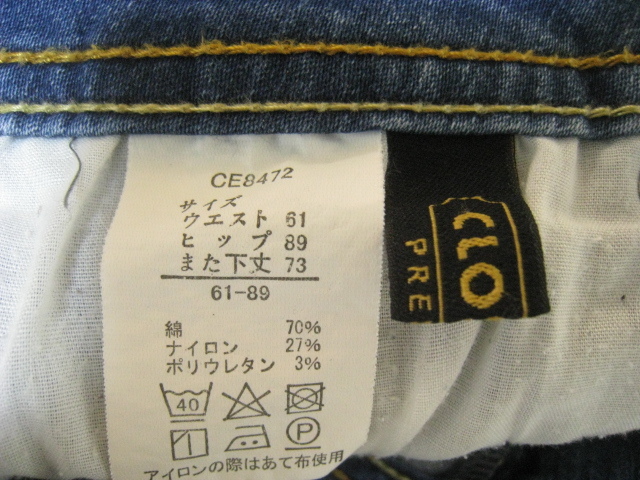 CE8472
サイズ
ウエスト 61
ヒップ 89
また下丈 73
61-89
綿 70%
ナイロン 27%
ポリウレタン 3%
40
P
アイロンの際はあて布使用
CLO
PRE